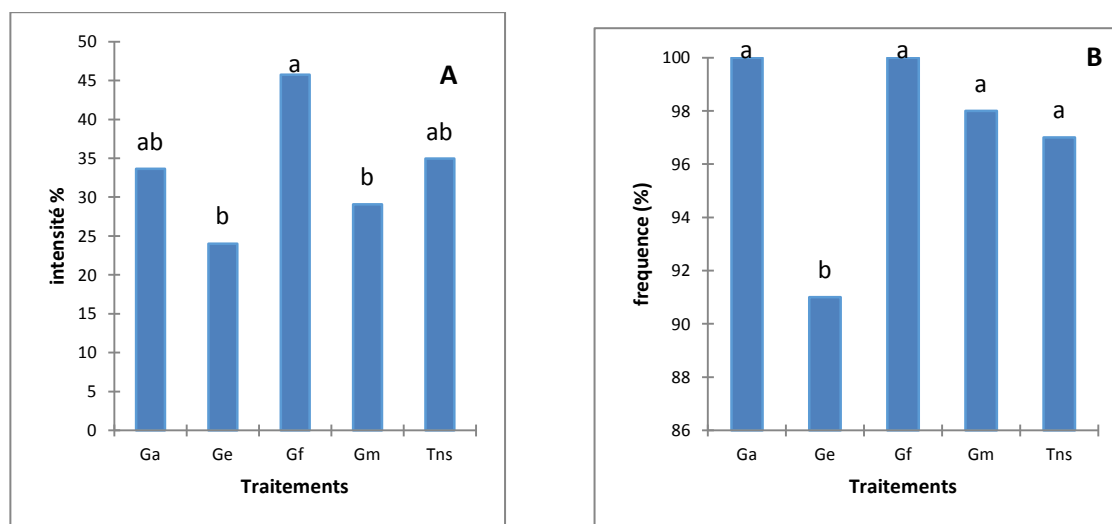 A
intensité %
50
45
40
35
30
25
20
15
10
5
0
ab
b
a
b
ab
Ga Ge Gf Gm Tns
Traitements
B
frequence (%)
100
98
96
94
92
90
88
86
a
b
a
a
a
Ga Ge Gf Gm Tns
Traitements